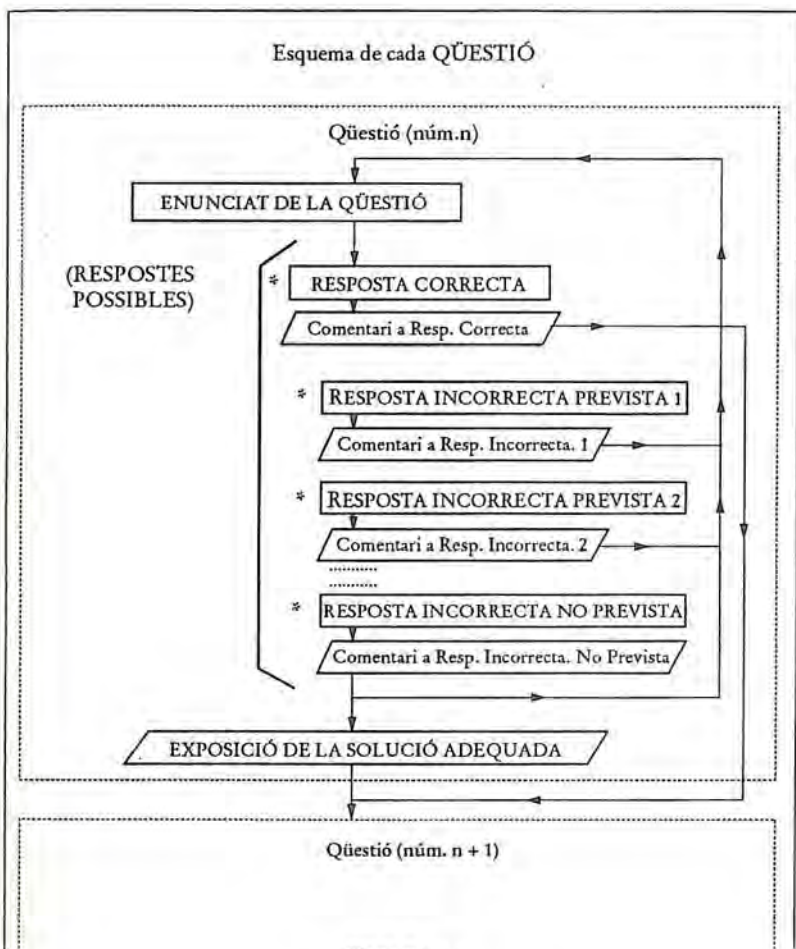 Esquema de cada QÜESTIÓ
Qüestió (núm.n)
ENUNCIAT DE LA QÜESTIÓ
(RESPOSTES
POSSIBLES)
* RESPOSTA CORRECTA
Comentari a Resp. Correcta
* RESPOSTA INCORRECTA PREVISTA 1
Comentari a Resp. Incorrecta. 1
* RESPOSTA INCORRECTA PREVISTA 2
Comentari a Resp. Incorrecta. 2
............
............
* RESPOSTA INCORRECTA NO PREVISTA
Comentari a Resp. Incorrecta. No Prevista
EXPOSICIÓ DE LA SOLUCIÓ ADEQUADA
Qüestió (núm. n + 1)